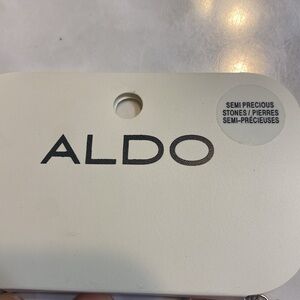 SEMI PRECIOUS
STONES / PIERRES
SEMI-PRÉCIEUSES
ALDO